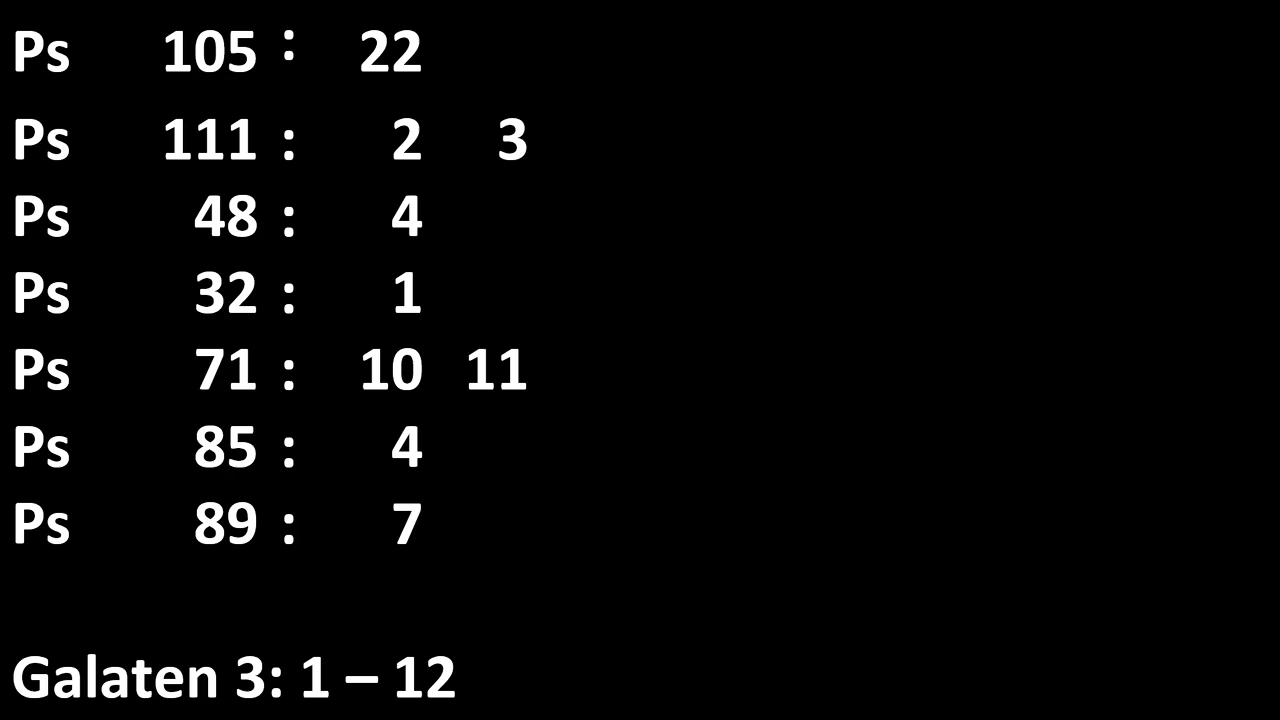 Ps 105 : 22
Ps 111 : 2 3
Ps 48 : 4
Ps 32 : 1
Ps 71 : 10 11
Ps 85 : 4
Ps 89 : 7
Galaten 3: 1 – 12